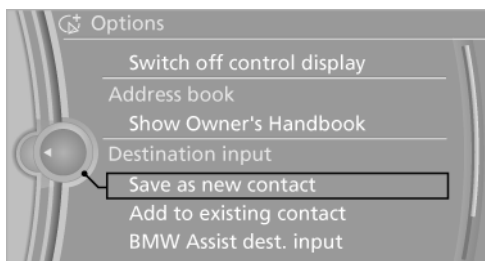 Options
Switch off control display
Address book
Show Owner's Handbook
Destination input
Save as new contact
Add to existing contact
BMW Assist dest. input